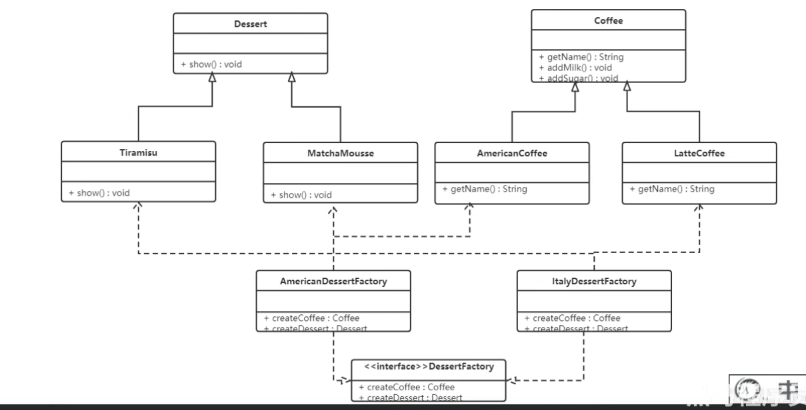 Dessert
+ show() : void
Coffee
+ getName() : String
+ addMilk() : void
+ addSugar() : void
Tiramisu
+ show() : void
MatchaMousse
+ show() : void
AmericanCoffee
+ getName() : String
LatteCoffee
+ getName() : String
AmericanDessertFactory
+ createCoffee : Coffee
+ createDessert : Dessert
ItalyDessertFactory
+ createCoffee : Coffee
+ createDessert : Dessert
<<interface>>DessertFactory
+ createCoffee : Coffee
+ createDessert : Dessert